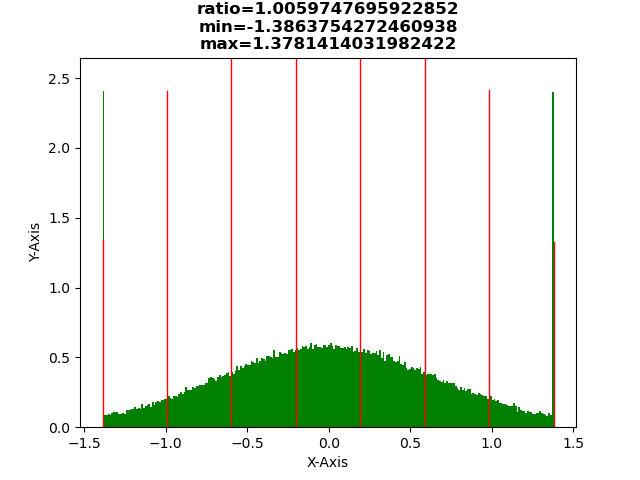 ratio=1.0059747695922852
min=-1.3863754272460938
max=1.3781414031982422
2.5
2.0
1.5
1.0
0.5
0.0
Y-Axis
−1.5 −1.0 −0.5 0.0 0.5 1.0 1.5
X-Axis